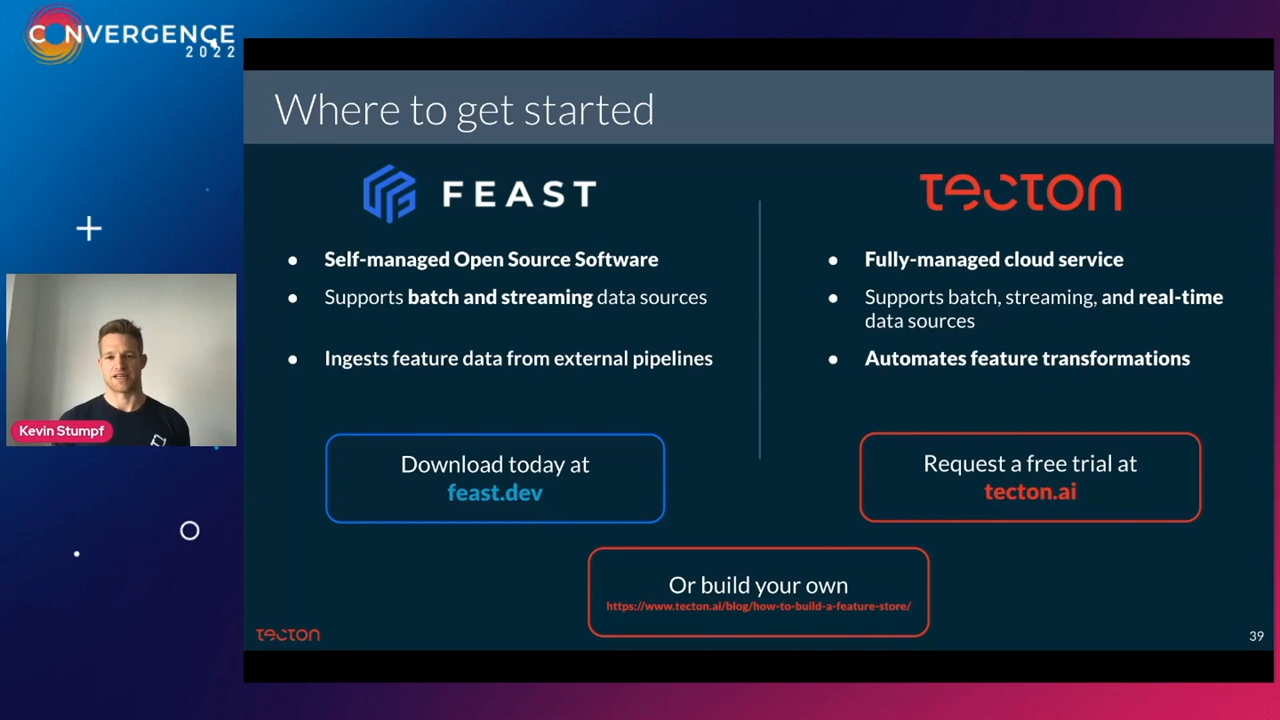 CONVERGENCE
2022
Where to get started
FEAST
Self-managed Open Source Software
Supports batch and streaming data sources
Ingests feature data from external pipelines
Download today at
feast.dev
TECTON
Fully-managed cloud service
Supports batch, streaming, and real-time
data sources
Automates feature transformations
Request a free trial at
tecton.ai
Or build your own
https://www.tecton.ai/blog/how-to-build-a-feature-store/
Kevin Stumpf
TECTON
39